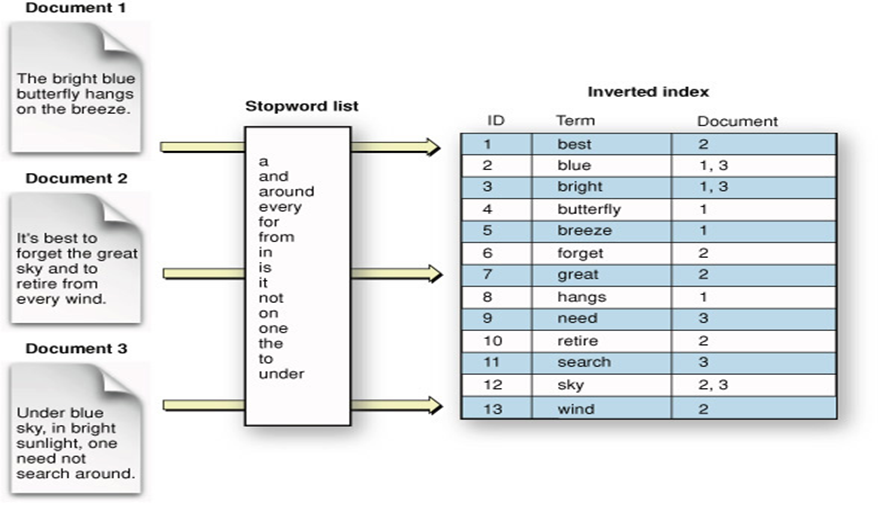 Document 1
The bright blue
butterfly hangs
on the breeze.
Document 2
It's best to
forget the great
sky and to
retire from
every wind.
Document 3
Under blue
sky, in bright
sunlight, one
need not
search around.
Stopword list
a
and
around
every
for
from
in
is
it
not
on
one
the
to
under
Inverted index
ID Term Document
1 best 2
2 blue 1, 3
3 bright 1, 3
4 butterfly 1
5 breeze 1
6 forget 2
7 great 2
8 hangs 1
9 need 3
10 retire 2
11 search 3
12 sky 2, 3
13 wind 2